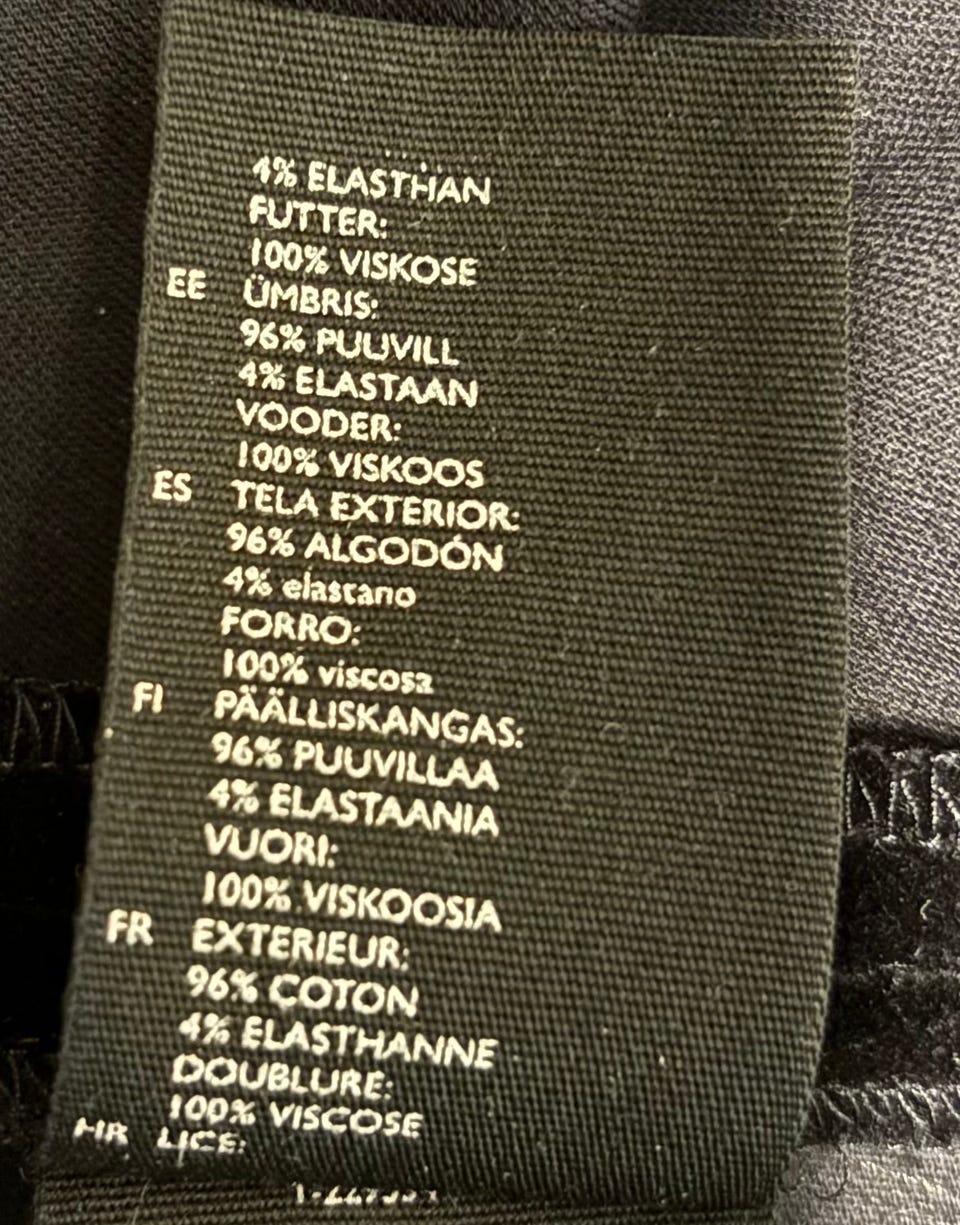 4% ELASTHAN
FUTTER:
100% VISKOSE
EE ÜMBRIS:
96% PUUVILL
4% ELASTAAN
VOODER:
100% VISKOOS
ES TELA EXTERIOR:
96% ALGODÓN
4% elastano
FORRO:
100% viscosa
FI PÄÄLLISKANGAS:
96% PUUVILLAA
4% ELASTAANIA
VUORI:
100% VISKOOSIA
FR EXTERIEUR:
96% COTON
4% ELASTHANNE
DOUBLURE:
100% VISCOSE
HR LICE: